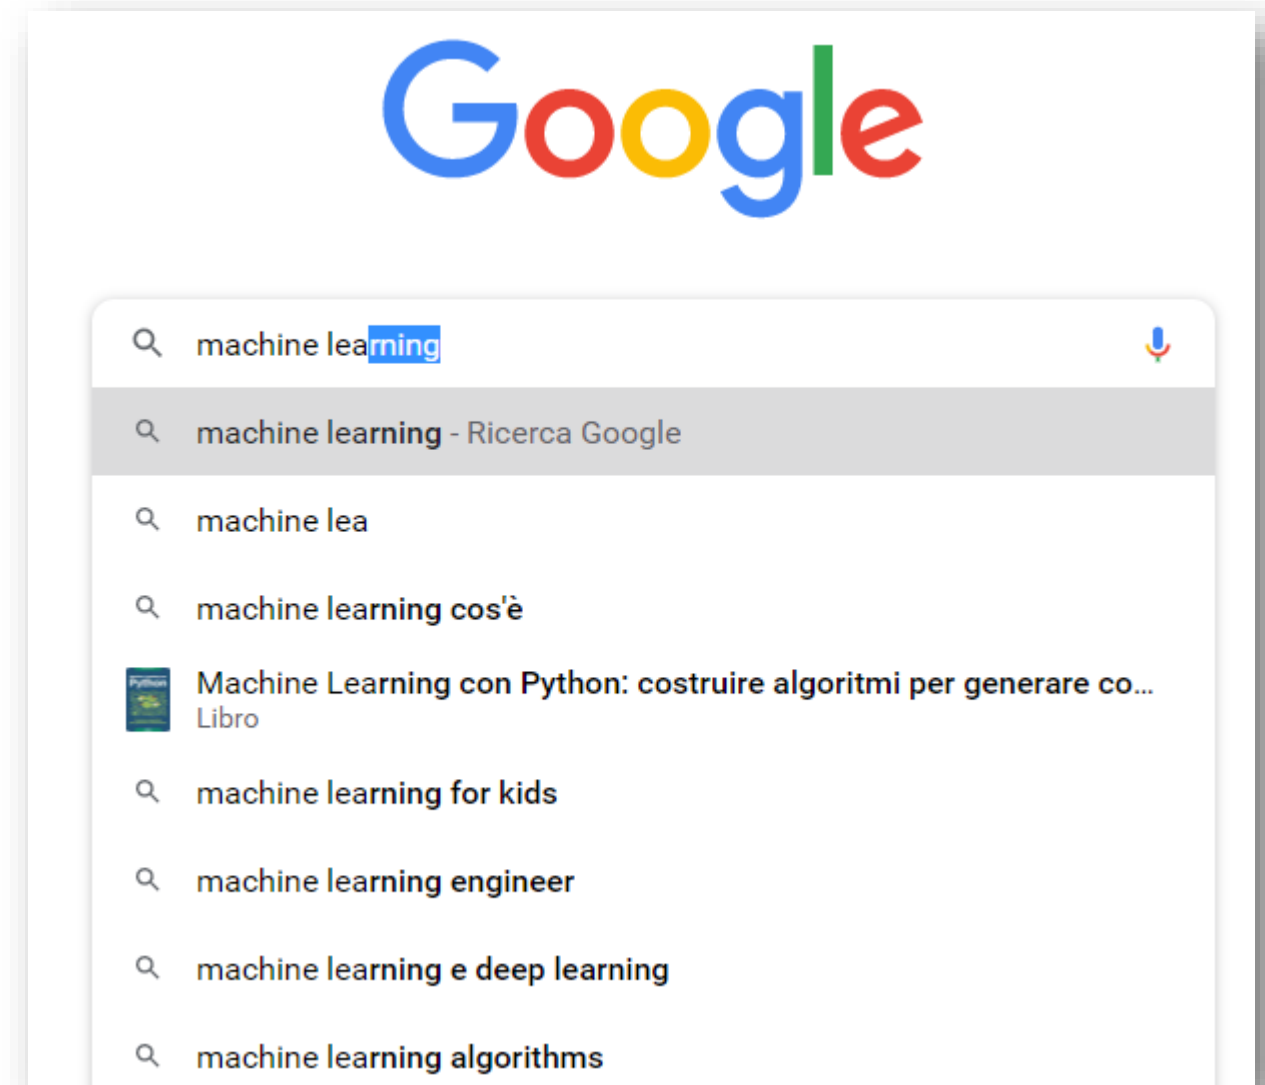 Google
machine learning
machine learning - Ricerca Google
machine lea
machine learning cos'è
Python
Machine Learning con Python: costruire algoritmi per generare co...
Libro
machine learning for kids
machine learning engineer
machine learning e deep learning
machine learning algorithms